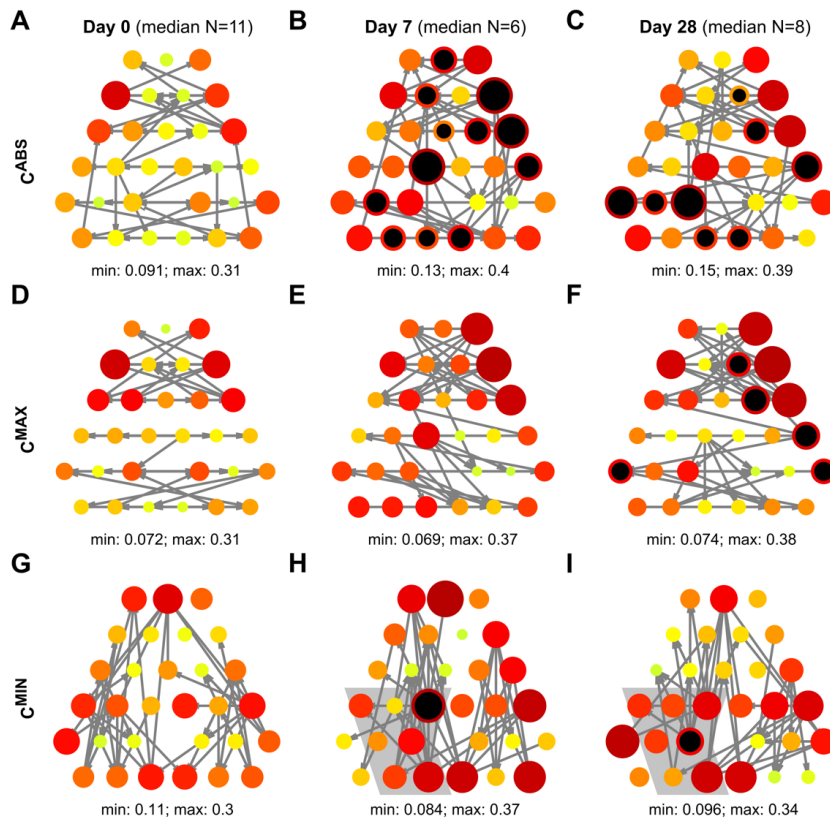 A Day 0 (median N=11) B Day 7 (median N=6) C Day 28 (median N=8)
C^ABS
min: 0.091; max: 0.31 min: 0.13; max: 0.4 min: 0.15; max: 0.39
D E F
C^MAX
min: 0.072; max: 0.31 min: 0.069; max: 0.37 min: 0.074; max: 0.38
G H I
C^MIN
min: 0.11; max: 0.3 min: 0.084; max: 0.37 min: 0.096; max: 0.34